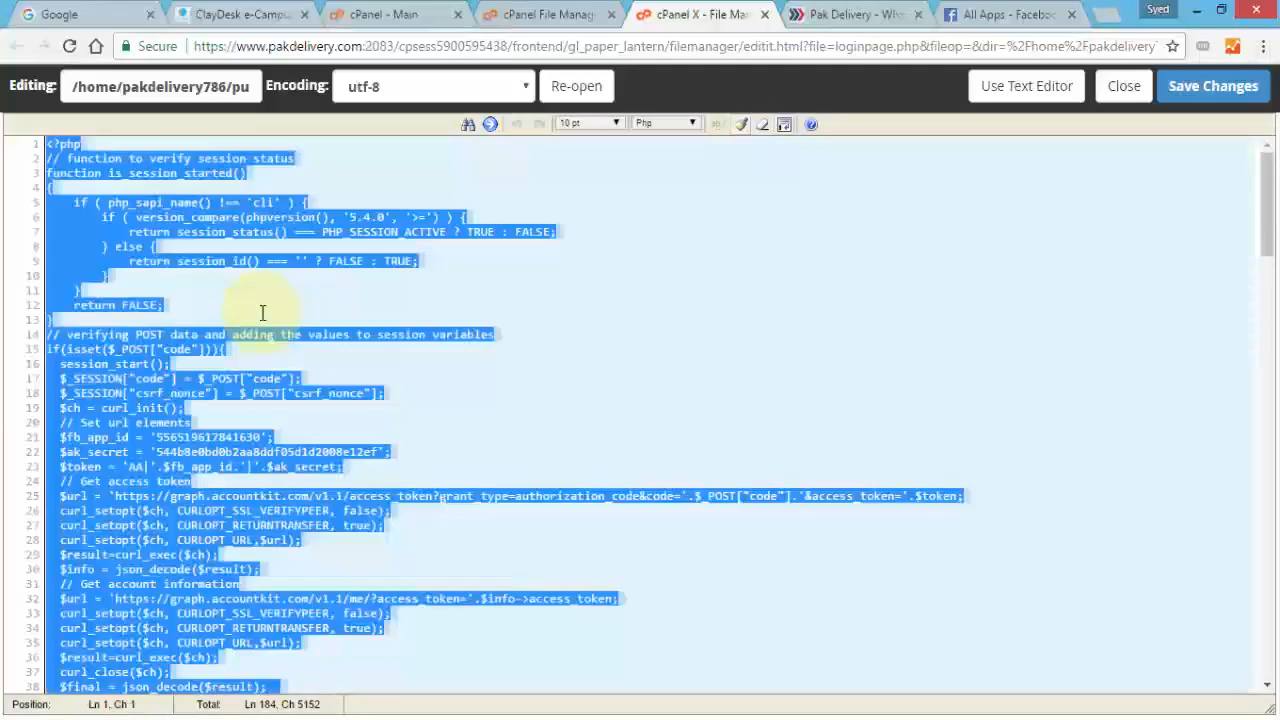 Google
ClayDesk e-Camp
cPanel - Main
cPanel File Manag
cPanel X - File Ma
Pak Delivery - Wh
All Apps - Facebo
Syed
Secure https://www.pakdelivery.com:2083/cpsess5900595438/frontend/gl_paper_lantern/filemanager/editit.html?file=loginpage.php&fileop=&dir=%2Fhome%2Fpakdelivery
Editing: /home/pakdelivery786/pu Encoding: utf-8 Re-open Use Text Editor Close Save Changes
10 pt Php
1 <?php
2 // function to verify session status
3 function is_session_started()
4 {
5 if ( php_sapi_name() !== 'cli' ) {
6 if ( version_compare(phpversion(), '5.4.0', '>=') ) {
7 return session_status() === PHP_SESSION_ACTIVE ? TRUE : FALSE;
8 } else {
9 return session_id() === '' ? FALSE : TRUE;
10 }
11 }
12 return FALSE;
13 }
14 // verifying POST data and adding the values to session variables
15 if(isset($_POST["code"])){
16 session_start();
17 $_SESSION["code"] = $_POST["code"];
18 $_SESSION["csrf_nonce"] = $_POST["csrf_nonce"];
19 $ch = curl_init();
20 // Set url elements
21 $fb_app_id = '556519617841630';
22 $ak_secret = '544b8e0bd0b2aa8ddf05d1d2008e12ef';
23 $token = 'AA|'.$fb_app_id.'|'.$ak_secret;
24 // Get access token
25 $url = 'https://graph.accountkit.com/v1.1/access_token?grant_type=authorization_code&code='.$_POST["code"].'&access_token='.$token;
26 curl_setopt($ch, CURLOPT_SSL_VERIFYPEER, false);
27 curl_setopt($ch, CURLOPT_RETURNTRANSFER, true);
28 curl_setopt($ch, CURLOPT_URL,$url);
29 $result=curl_exec($ch);
30 $info = json_decode($result);
31 // Get account information
32 $url = 'https://graph.accountkit.com/v1.1/me/?access_token='.$info->access_token;
33 curl_setopt($ch, CURLOPT_SSL_VERIFYPEER, false);
34 curl_setopt($ch, CURLOPT_RETURNTRANSFER, true);
35 curl_setopt($ch, CURLOPT_URL,$url);
36 $result=curl_exec($ch);
37 curl_close($ch);
38 $final = json_decode($result);
Position: Ln 1, Ch 1 Total: Ln 184, Ch 5152